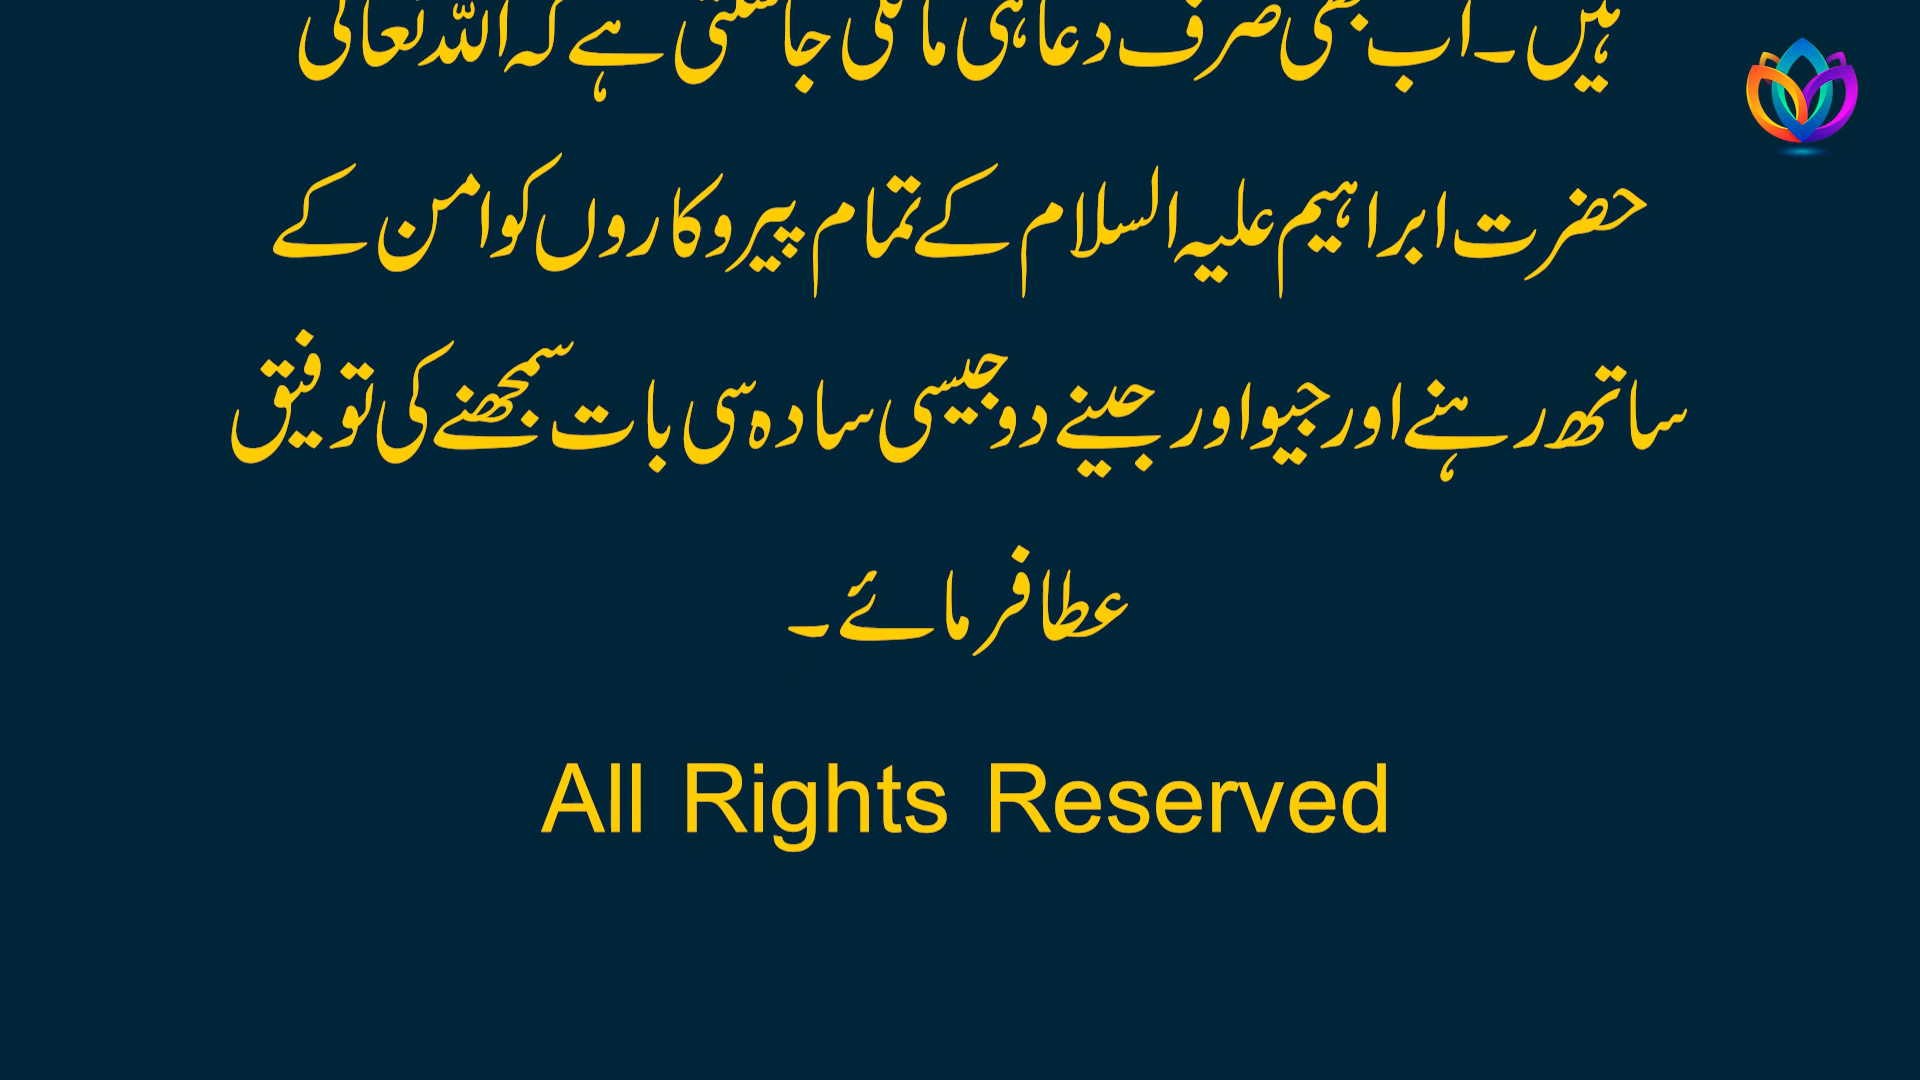 ہیں۔ اب بھی صرف دعا ہی مانگی جا سکتی ہے کہ اللہ تعالی
حضرت ابراہیم علیہ السلام کے تمام پیروکاروں کو امن کے
ساتھ رہنے اور جیو اور جینے دو جیسی سادہ سی بات سمجھنے کی توفیق
عطا فرمائے۔
All Rights Reserved